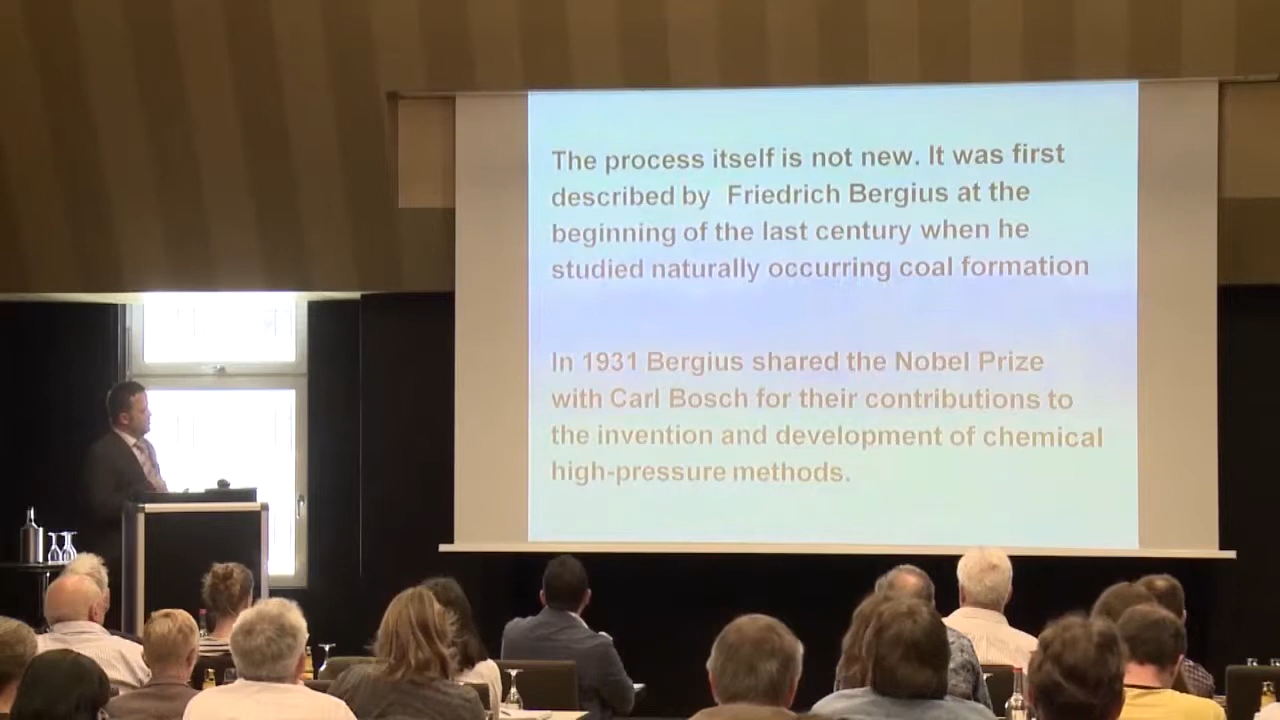 The process itself is not new. It was first
described by Friedrich Bergius at the
beginning of the last century when he
studied naturally occurring coal formation
In 1931 Bergius shared the Nobel Prize
with Carl Bosch for their contributions to
the invention and development of chemical
high-pressure methods.